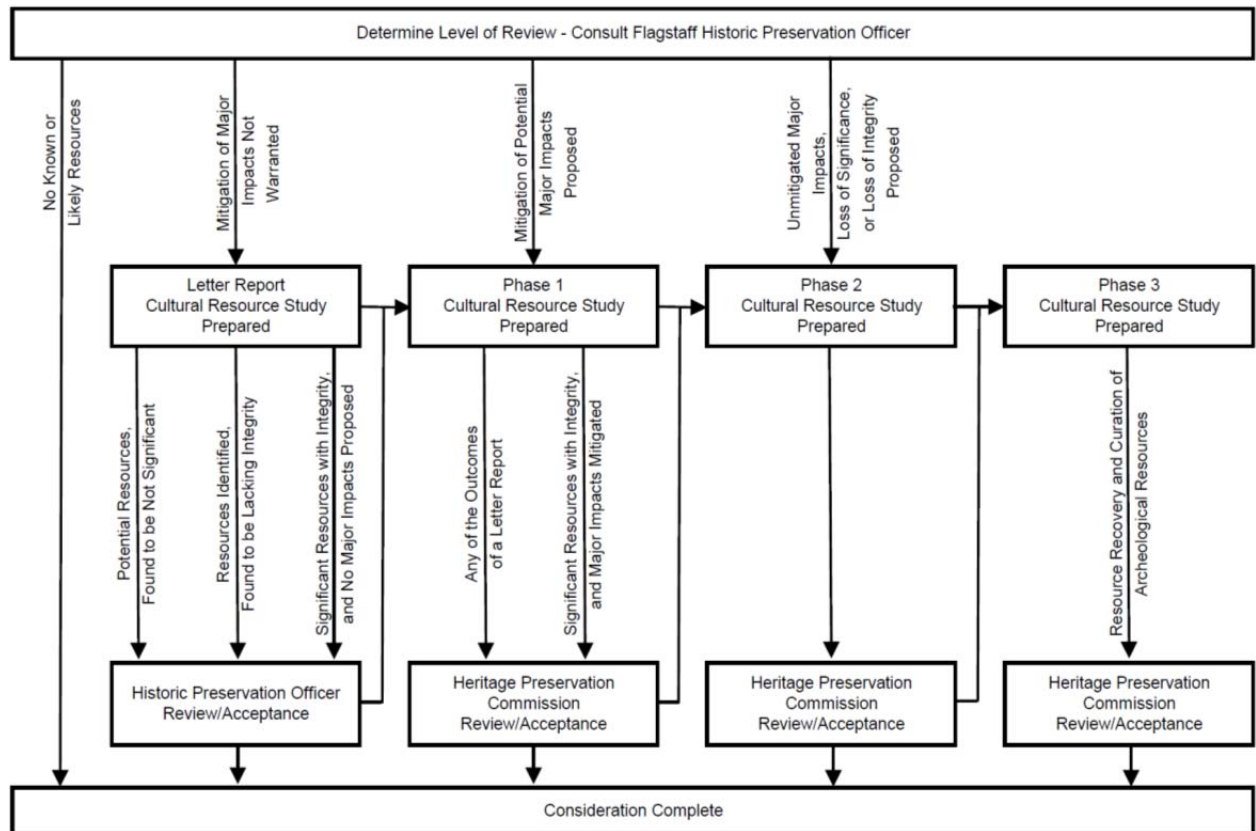 Determine Level of Review - Consult Flagstaff Historic Preservation Officer
No Known or
Likely Resources
Mitigation of Major
Impacts Not
Warranted
Mitigation of Potential
Major Impacts
Proposed
Unmitigated Major
Impacts,
Loss of Significance,
or Loss of Integrity
Proposed
Letter Report
Cultural Resource Study
Prepared
Phase 1
Cultural Resource Study
Prepared
Phase 2
Cultural Resource Study
Prepared
Phase 3
Cultural Resource Study
Prepared
Potential Resources,
Found to be Not Significant
Resources Identified,
Found to be Lacking Integrity
Significant Resources with Integrity,
and No Major Impacts Proposed
Any of the Outcomes
of a Letter Report
Significant Resources with Integrity,
and Major Impacts Mitigated
Resource Recovery and Curation of
Archeological Resources
Historic Preservation Officer
Review/Acceptance
Heritage Preservation
Commission
Review/Acceptance
Heritage Preservation
Commission
Review/Acceptance
Heritage Preservation
Commission
Review/Acceptance
Consideration Complete